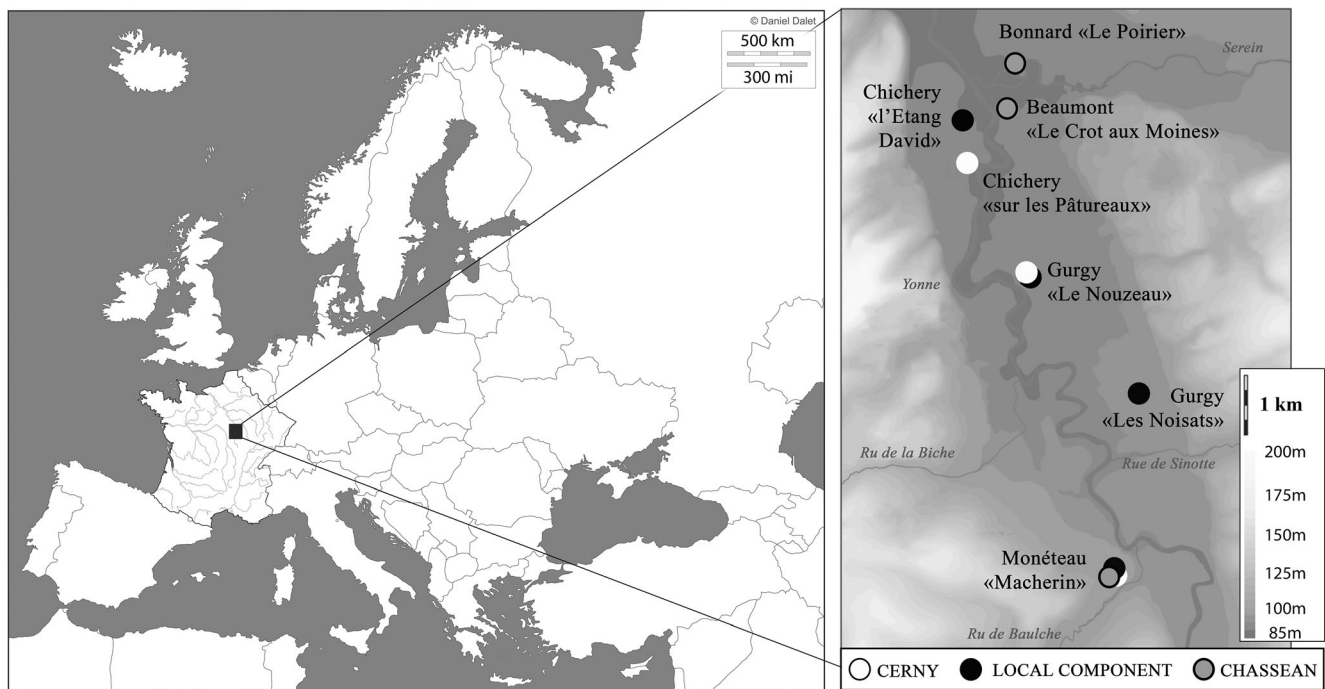 © Daniel Dalet
500 km
300 mi
Bonnard «Le Poirier»
Serein
Chichery
«l’Etang
David»
Beaumont
«Le Crot aux Moines»
Chichery
«sur les Pâtureaux»
Yonne
Gurgy
«Le Nouzeau»
Gurgy
«Les Noisats»
1 km
Ru de la Biche
Rue de Sinotte
200m
175m
150m
125m
100m
85m
Monéteau
«Macherin»
Ru de Baulche
CERNY
LOCAL COMPONENT
CHASSEAN